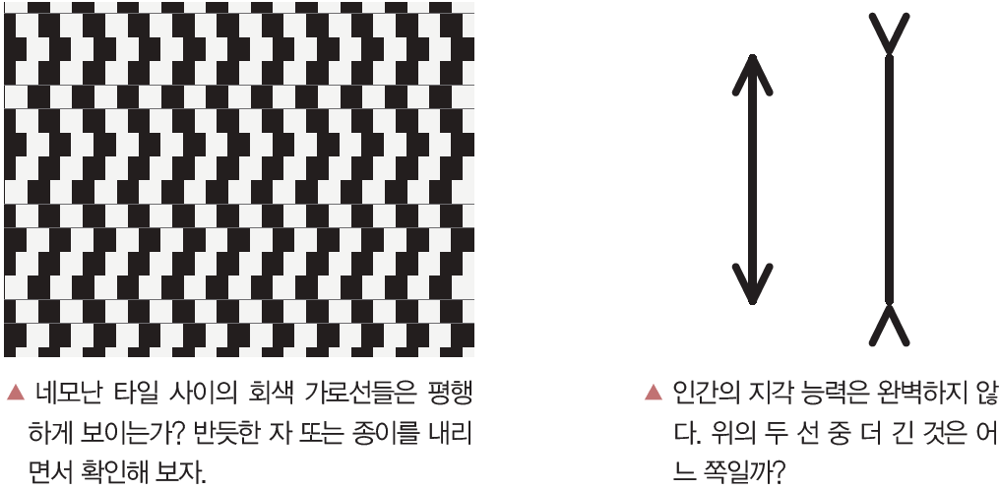 ▲ 네모난 타일 사이의 회색 가로선들은 평행
하게 보이는가? 반듯한 자 또는 종이를 내리
면서 확인해 보자.
▲ 인간의 지각 능력은 완벽하지 않
다. 위의 두 선 중 더 긴 것은 어
느 쪽일까?